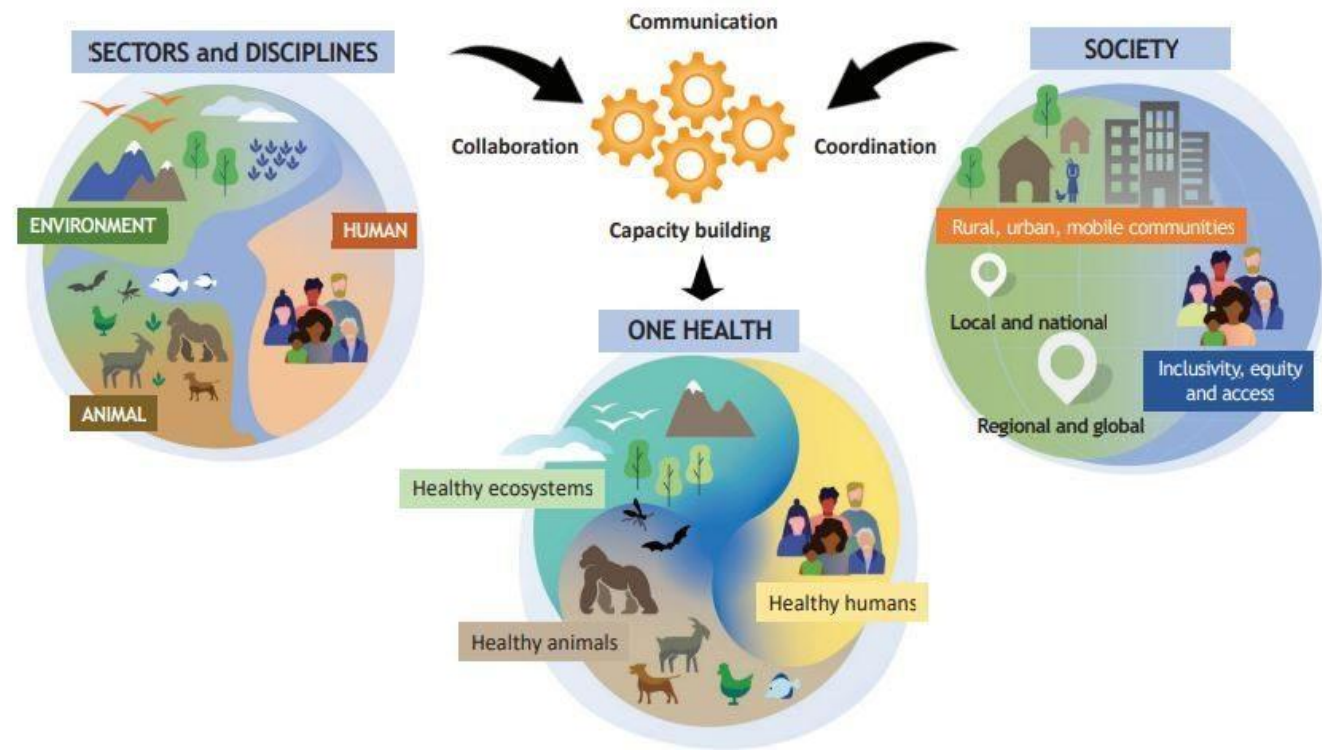 SECTORS and DISCIPLINES
ENVIRONMENT
HUMAN
ANIMAL
Communication
Collaboration
Coordination
Capacity building
SOCIETY
Rural, urban, mobile communities
Local and national
Inclusivity, equity
and access
Regional and global
ONE HEALTH
Healthy ecosystems
Healthy humans
Healthy animals